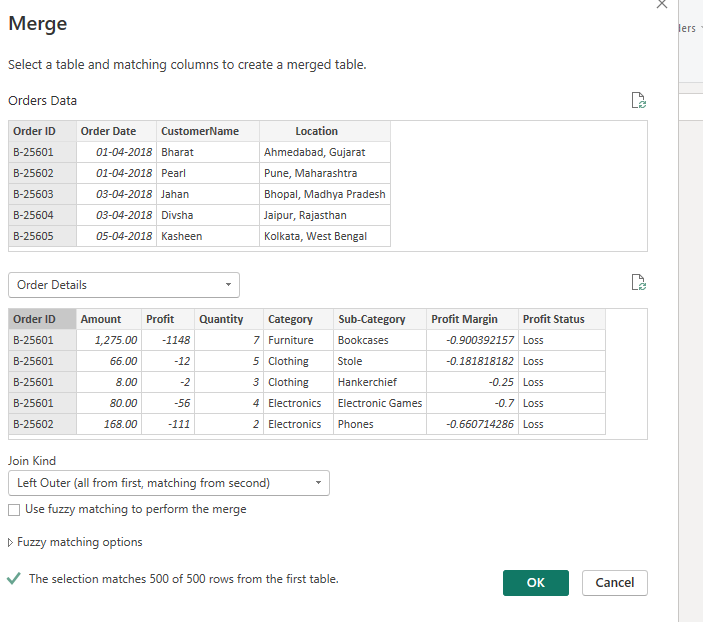 Merge
Select a table and matching columns to create a merged table.
Orders Data
Order ID Order Date CustomerName Location
B-25601 01-04-2018 Bharat Ahmedabad, Gujarat
B-25602 01-04-2018 Pearl Pune, Maharashtra
B-25603 03-04-2018 Jahan Bhopal, Madhya Pradesh
B-25604 03-04-2018 Divsha Jaipur, Rajasthan
B-25605 05-04-2018 Kasheen Kolkata, West Bengal
Order Details
Order ID Amount Profit Quantity Category Sub-Category Profit Margin Profit Status
B-25601 1,275.00 -1148 7 Furniture Bookcases -0.900392157 Loss
B-25601 66.00 -12 5 Clothing Stole -0.181818182 Loss
B-25601 8.00 -2 3 Clothing Hankerchief -0.25 Loss
B-25601 80.00 -56 4 Electronics Electronic Games -0.7 Loss
B-25602 168.00 -111 2 Electronics Phones -0.660714286 Loss
Join Kind
Left Outer (all from first, matching from second)
Use fuzzy matching to perform the merge
Fuzzy matching options
The selection matches 500 of 500 rows from the first table.
OK Cancel